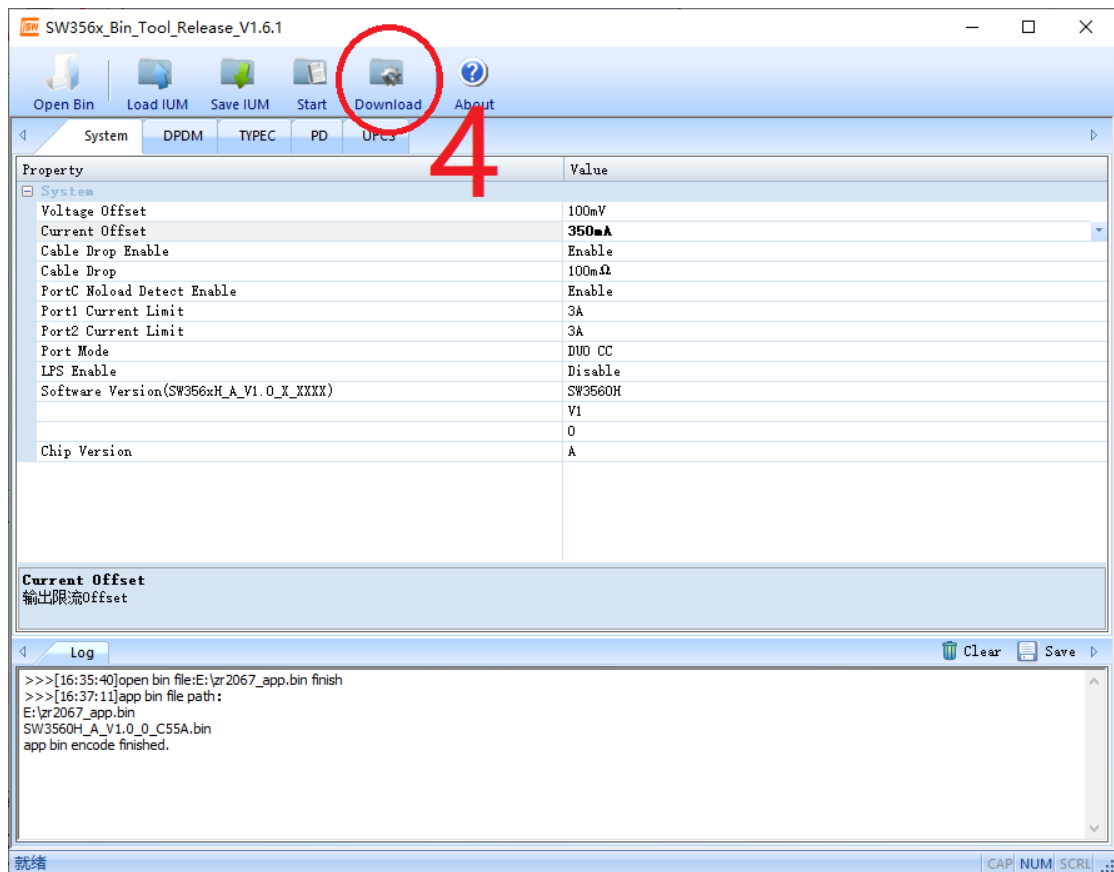 iSW SW356x_Bin_Tool_Release_V1.6.1
Open Bin Load IUM Save IUM Start Download About
4
System DPDM TYPEC PD UFCS
Property Value
System
Voltage Offset 100mV
Current Offset 350mA
Cable Drop Enable Enable
Cable Drop 100mΩ
PortC Noload Detect Enable Enable
Port1 Current Limit 3A
Port2 Current Limit 3A
Port Mode DUO CC
LPS Enable Disable
Software Version(SW356xH_A_V1.0_X_XXXX) SW3560H
V1
0
Chip Version A
Current Offset
输出限流Offset
Log Clear Save
>>>[16:35:40]open bin file:E:\zr2067_app.bin finish
>>>[16:37:11]app bin file path：
E:\zr2067_app.bin
SW3560H_A_V1.0_0_C55A.bin
app bin encode finished.
就绪 CAP NUM SCRL